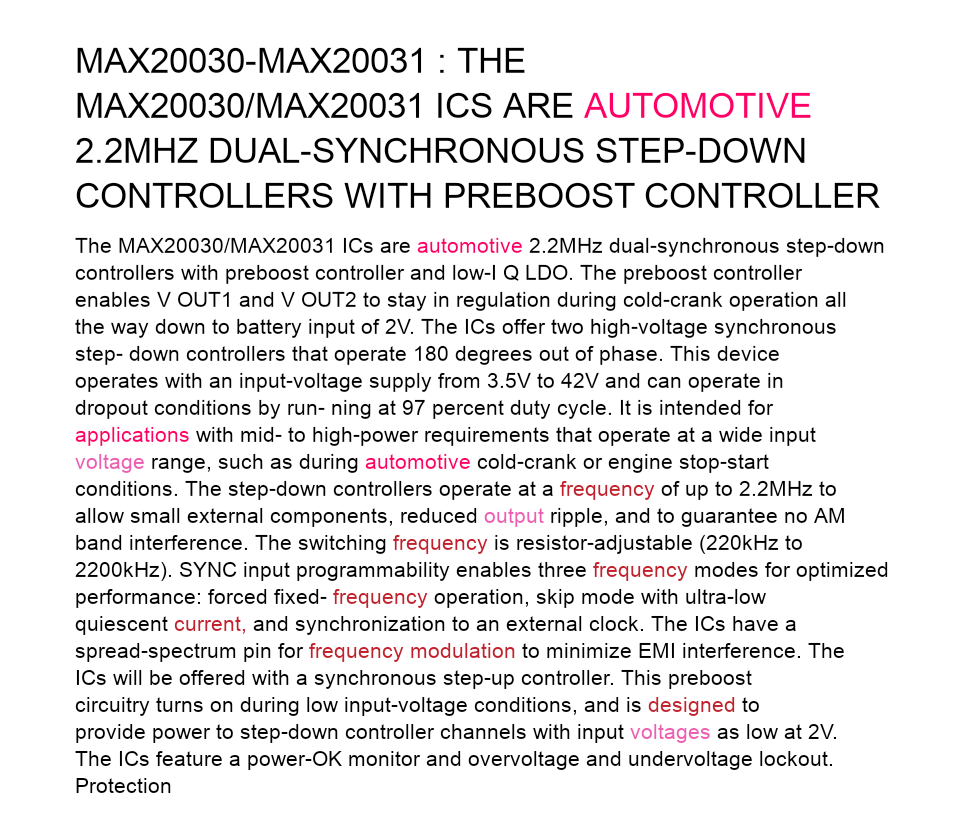 MAX20030-MAX20031 : THE
MAX20030/MAX20031 ICS ARE AUTOMOTIVE
2.2MHZ DUAL-SYNCHRONOUS STEP-DOWN
CONTROLLERS WITH PREBOOST CONTROLLER
The MAX20030/MAX20031 ICs are automotive 2.2MHz dual-synchronous step-down
controllers with preboost controller and low-I Q LDO. The preboost controller
enables V OUT1 and V OUT2 to stay in regulation during cold-crank operation all
the way down to battery input of 2V. The ICs offer two high-voltage synchronous
step- down controllers that operate 180 degrees out of phase. This device
operates with an input-voltage supply from 3.5V to 42V and can operate in
dropout conditions by run- ning at 97 percent duty cycle. It is intended for
applications with mid- to high-power requirements that operate at a wide input
voltage range, such as during automotive cold-crank or engine stop-start
conditions. The step-down controllers operate at a frequency of up to 2.2MHz to
allow small external components, reduced output ripple, and to guarantee no AM
band interference. The switching frequency is resistor-adjustable (220kHz to
2200kHz). SYNC input programmability enables three frequency modes for optimized
performance: forced fixed- frequency operation, skip mode with ultra-low
quiescent current, and synchronization to an external clock. The ICs have a
spread-spectrum pin for frequency modulation to minimize EMI interference. The
ICs will be offered with a synchronous step-up controller. This preboost
circuitry turns on during low input-voltage conditions, and is designed to
provide power to step-down controller channels with input voltages as low at 2V.
The ICs feature a power-OK monitor and overvoltage and undervoltage lockout.
Protection